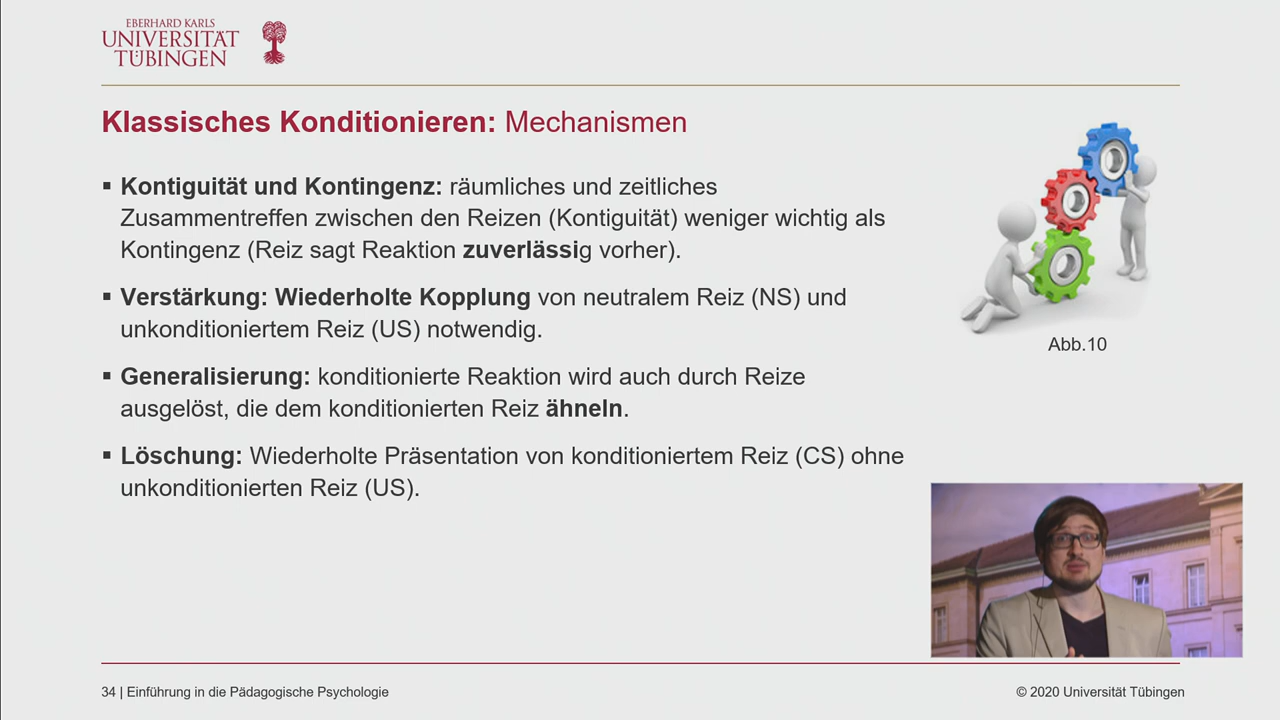 EBERHARD KARLS
UNIVERSITÄT
TÜBINGEN
Klassisches Konditionieren: Mechanismen
▪ Kontiguität und Kontingenz: räumliches und zeitliches
Zusammentreffen zwischen den Reizen (Kontiguität) weniger wichtig als
Kontingenz (Reiz sagt Reaktion zuverlässig vorher).
▪ Verstärkung: Wiederholte Kopplung von neutralem Reiz (NS) und
unkonditioniertem Reiz (US) notwendig.
▪ Generalisierung: konditionierte Reaktion wird auch durch Reize
ausgelöst, die dem konditionierten Reiz ähneln.
▪ Löschung: Wiederholte Präsentation von konditioniertem Reiz (CS) ohne
unkonditionierten Reiz (US).
Abb.10
34 | Einführung in die Pädagogische Psychologie
© 2020 Universität Tübingen